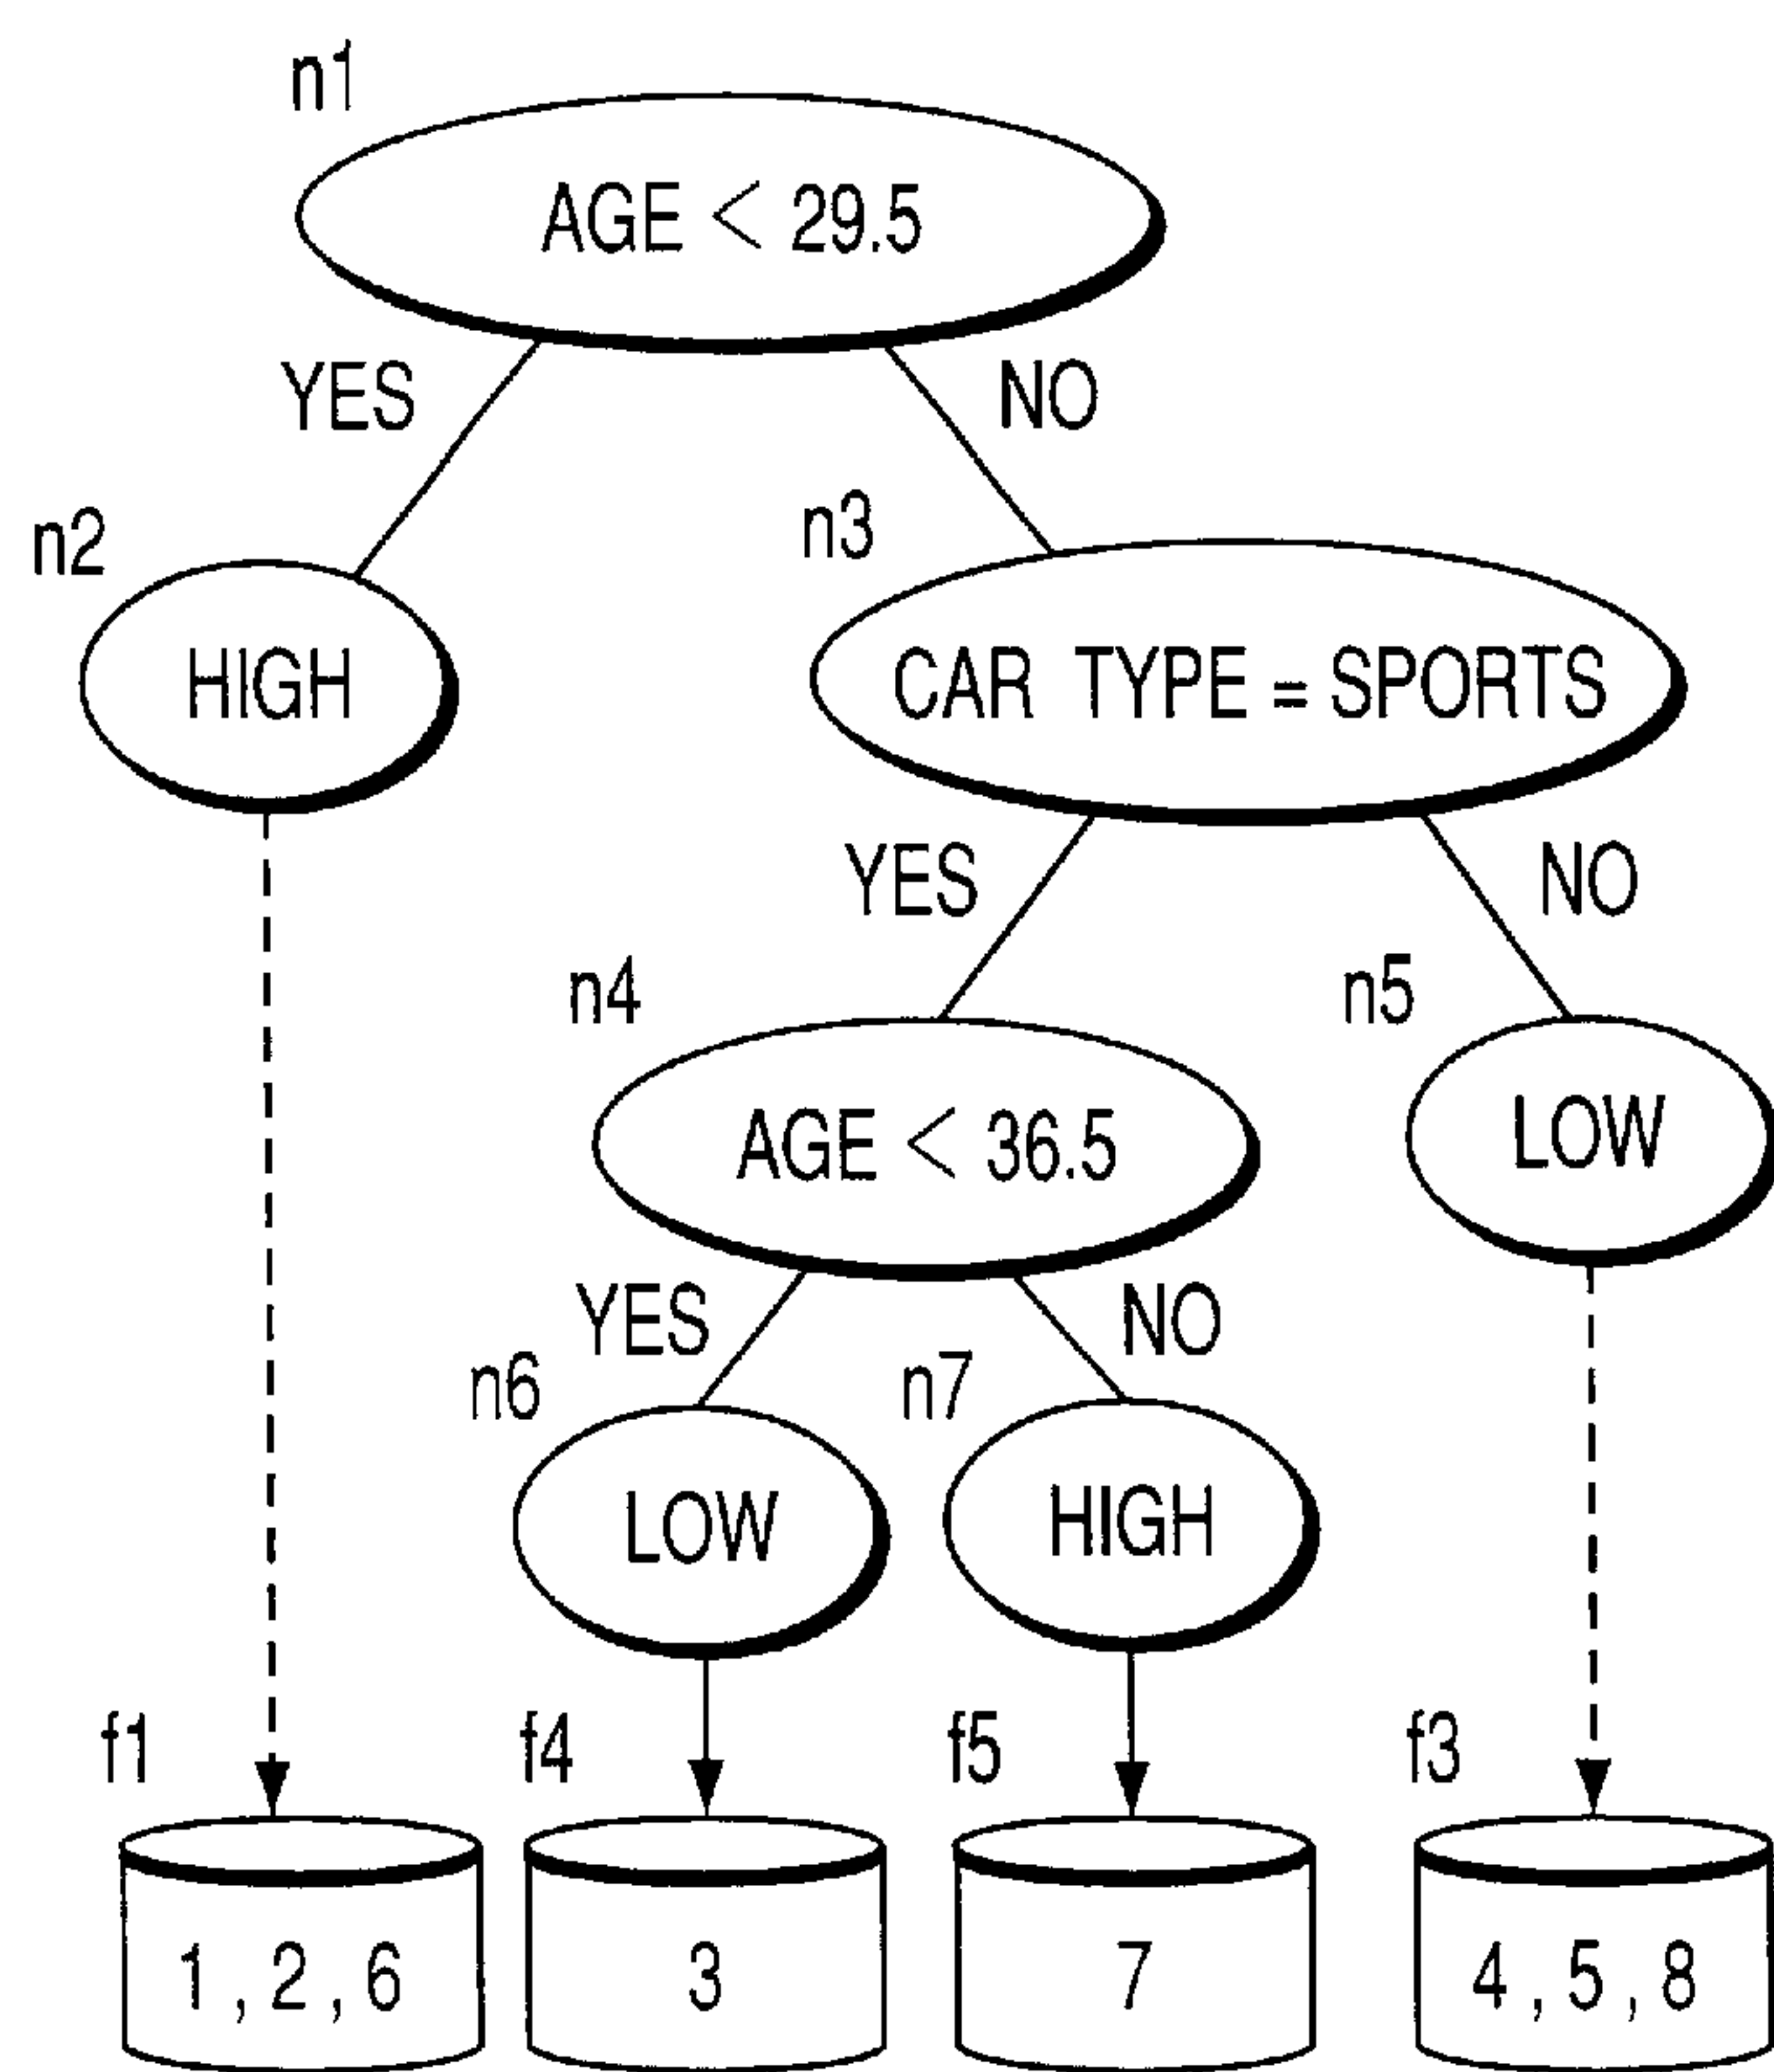 n1
AGE < 29.5
YES
NO
n2
n3
HIGH
CAR TYPE = SPORTS
YES
NO
n4
n5
AGE < 36.5
LOW
YES
NO
n6
n7
LOW
HIGH
f1
f4
f5
f3
1 , 2 , 6
3
7
4 , 5 , 8